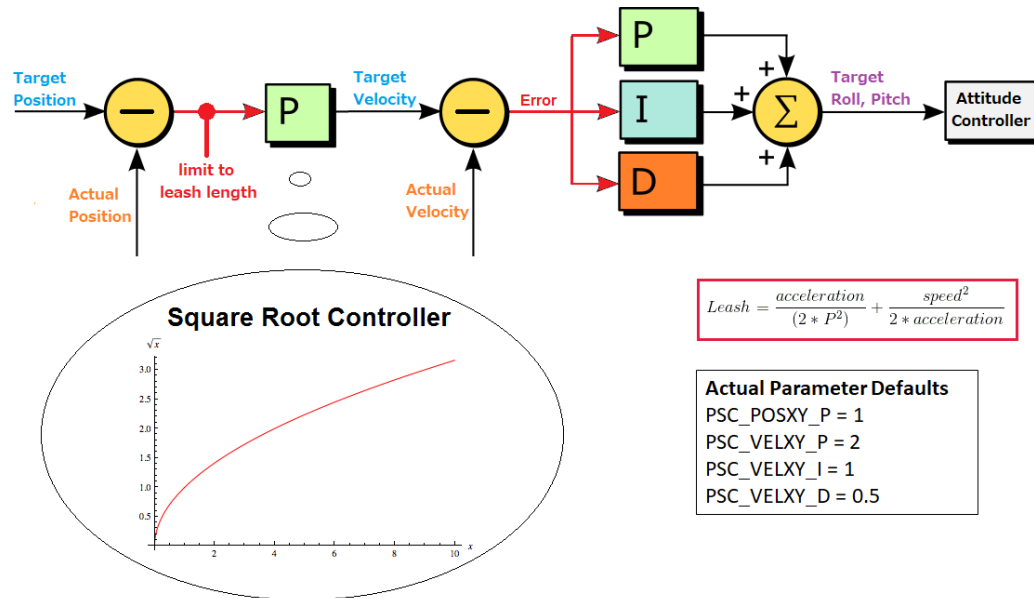 Target
Position
−
limit to
leash length
Actual
Position
P
Target
Velocity
−
Actual
Velocity
Error
P
I
D
+
+
+
Σ
Target
Roll, Pitch
Attitude
Controller
Square Root Controller
√x
3.0
2.5
2.0
1.5
1.0
0.5
2 4 6 8 10 x
Leash = acceleration / (2 * P²) + speed² / 2 * acceleration
Actual Parameter Defaults
PSC_POSXY_P = 1
PSC_VELXY_P = 2
PSC_VELXY_I = 1
PSC_VELXY_D = 0.5